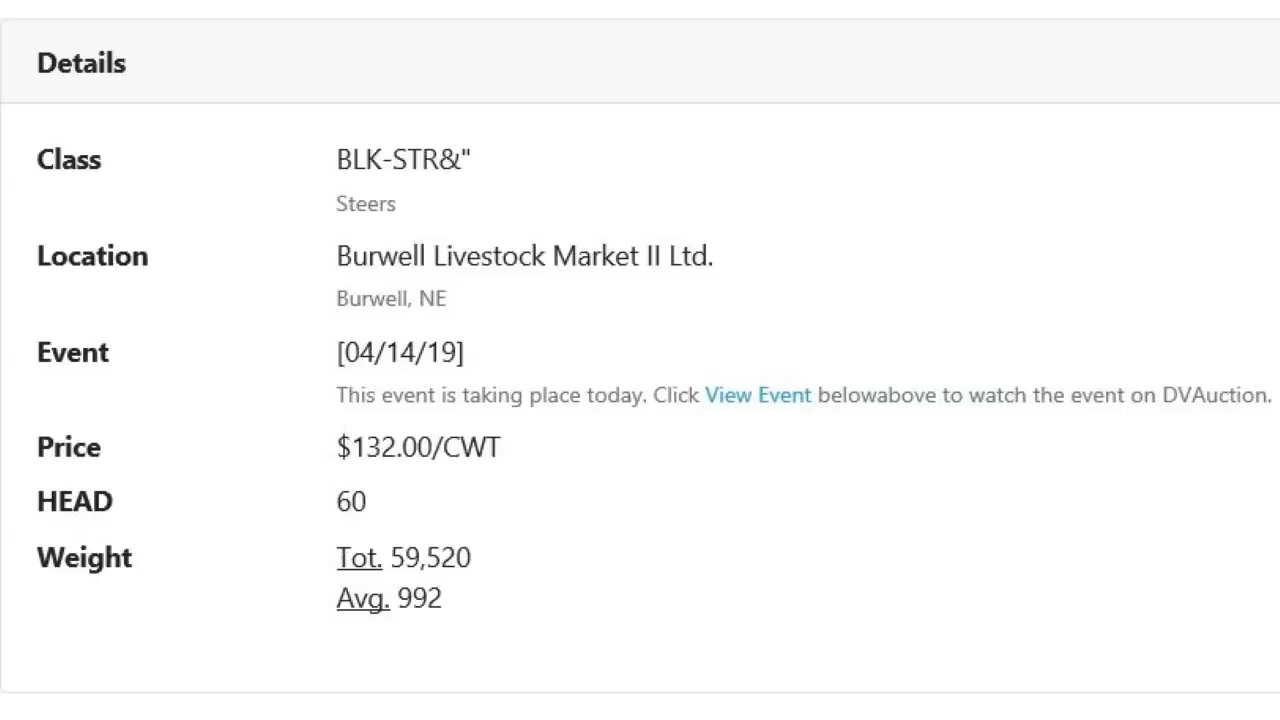 Details
Class BLK-STR&"
Steers
Location Burwell Livestock Market II Ltd.
Burwell, NE
Event [04/14/19]
This event is taking place today. Click View Event belowabove to watch the event on DVAuction.
Price $132.00/CWT
HEAD 60
Weight Tot. 59,520
Avg. 992